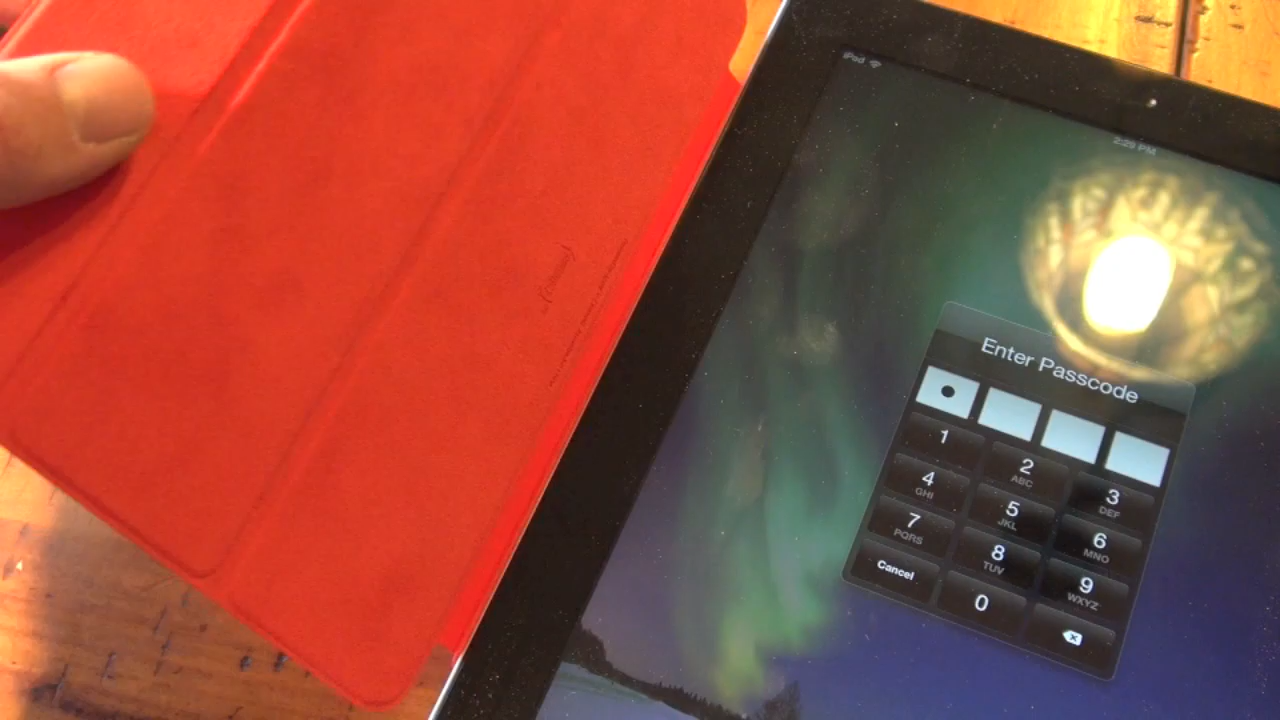 iPod
2:29 PM
Enter Passcode
1
2
ABC
3
DEF
4
GHI
5
JKL
6
MNO
7
PQRS
8
TUV
9
WXYZ
Cancel
0